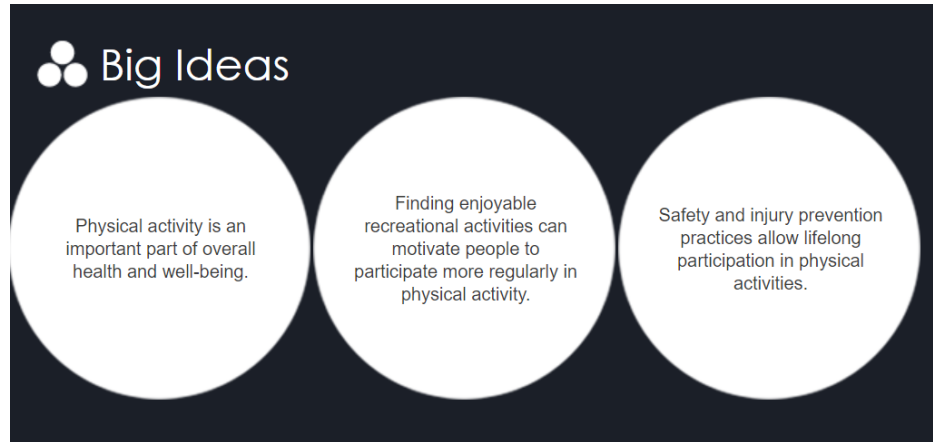 Big Ideas
Physical activity is an
important part of overall
health and well-being.
Finding enjoyable
recreational activities can
motivate people to
participate more regularly in
physical activity.
Safety and injury prevention
practices allow lifelong
participation in physical
activities.